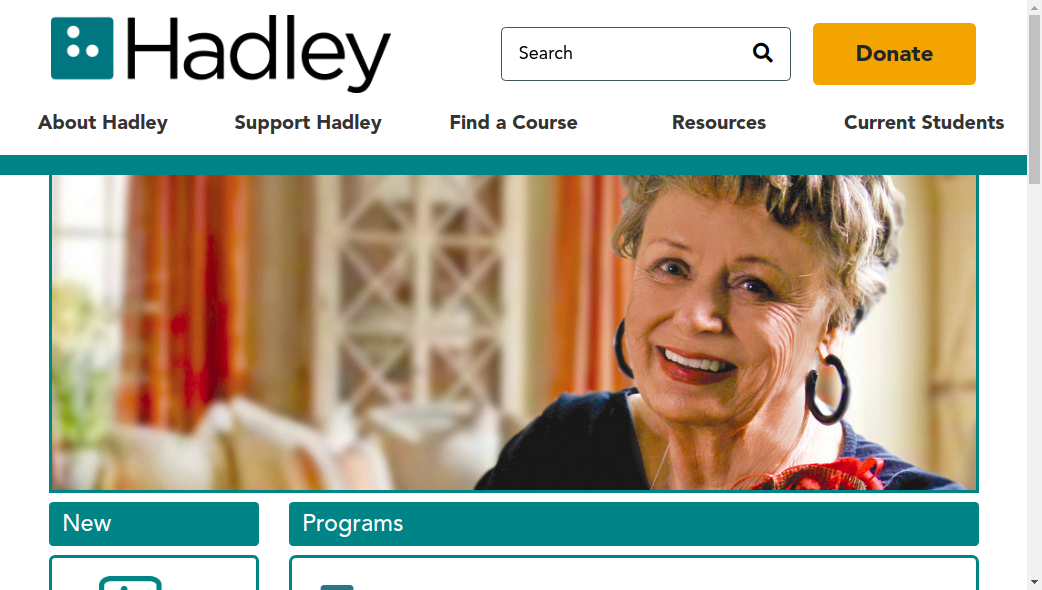 Hadley
Search
Donate
About Hadley
Support Hadley
Find a Course
Resources
Current Students
New
Programs